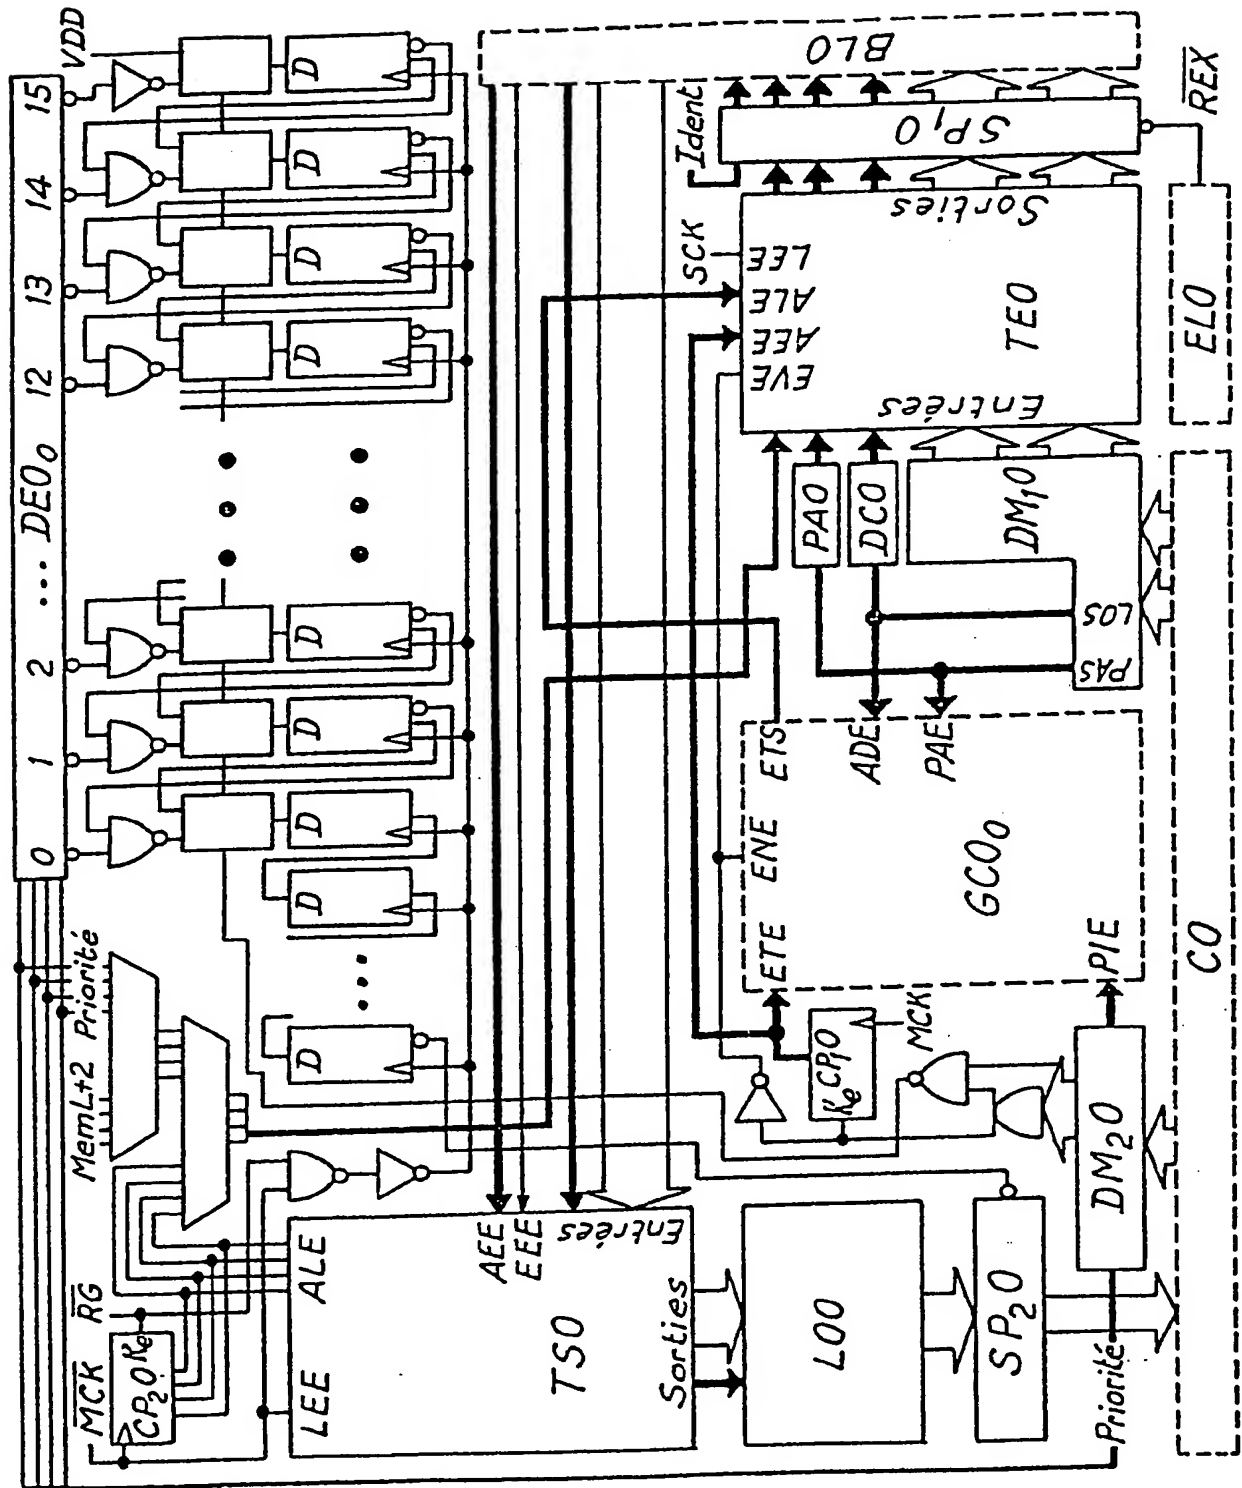 DEO₀
0 1 2 ... 12 13 14 15
VDD
D D D D D D D D D D
MemL+2 Priorité
MCK
RG
CP₂O K̄e
LEE
ALE
AEE
EEE
Entrées
TSO
Sorties
LOO
SP₂O
Priorité
DM₂O
CO
K̄e CP₁O
MCK
ETE ENE ETS
ADE
PAE
PIE
GCO₀
PAO
DCO
DM₁O
LOS
PAS
Entrées
EVE
AEE
ALE
LEE
SCK
TEO
Sorties
Ident
SP₁O
BLO
ELO
REX